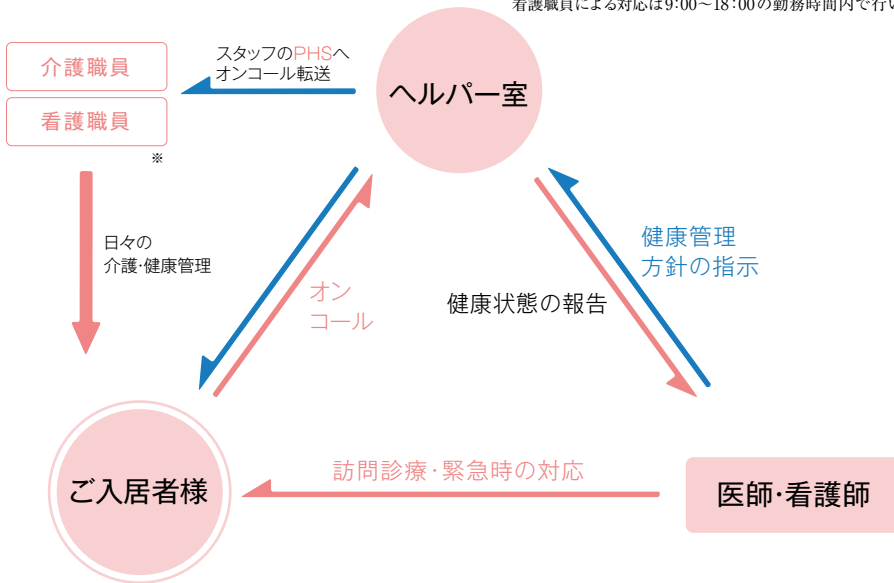 看護職員による対応は9:00〜18:00の勤務時間内で行い
スタッフのPHSへ
オンコール転送
介護職員
看護職員
※
ヘルパー室
日々の
介護・健康管理
オン
コール
健康管理
方針の指示
健康状態の報告
訪問診療・緊急時の対応
ご入居者様
医師・看護師